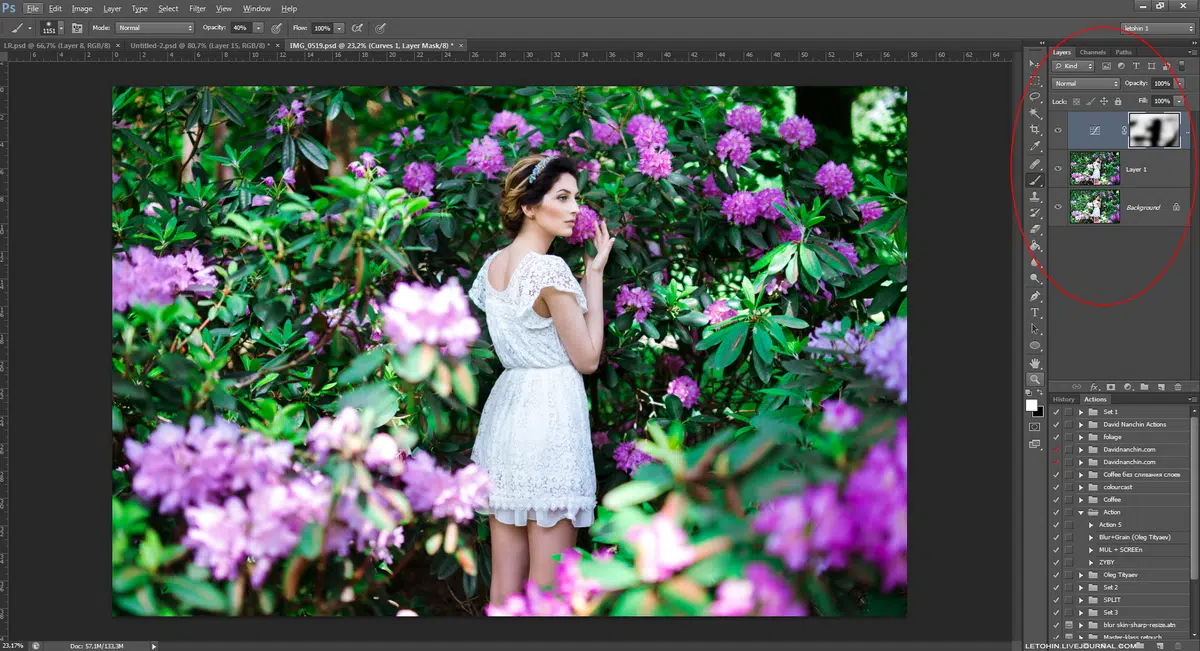 Ps File Edit Image Layer Type Select Filter View Window Help
1151 Mode: Normal Opacity: 40% Flow: 100% letohin 1
LR.psd @ 66,7% (Layer 8, RGB/8) × Untitled-2.psd @ 80,7% (Layer 15, RGB/8) * × IMG_0519.psd @ 23,2% (Curves 1, Layer Mask/8) * ×
Layers Channels Paths
Kind
Normal Opacity: 100%
Lock: Fill: 100%
Layer 1
Background
fx
History Actions
Set 1
David Nanchin Actions
foliage
Davidnanchin.com
Davidnanchin.com
Coffee без сливания слоев
colourcast
Coffee
Action
Action 5
Blur+Grain (Oleg Tityaev)
MUL + SCREEn
ZYBY
Oleg Tityaev
Set 2
SPLIT
Set 3
blur skin-sharp-resize.atn
Master-klass retouch
23,17% Doc: 57,1M/133,3M
LETOHIN.LIVEJOURNAL.COM